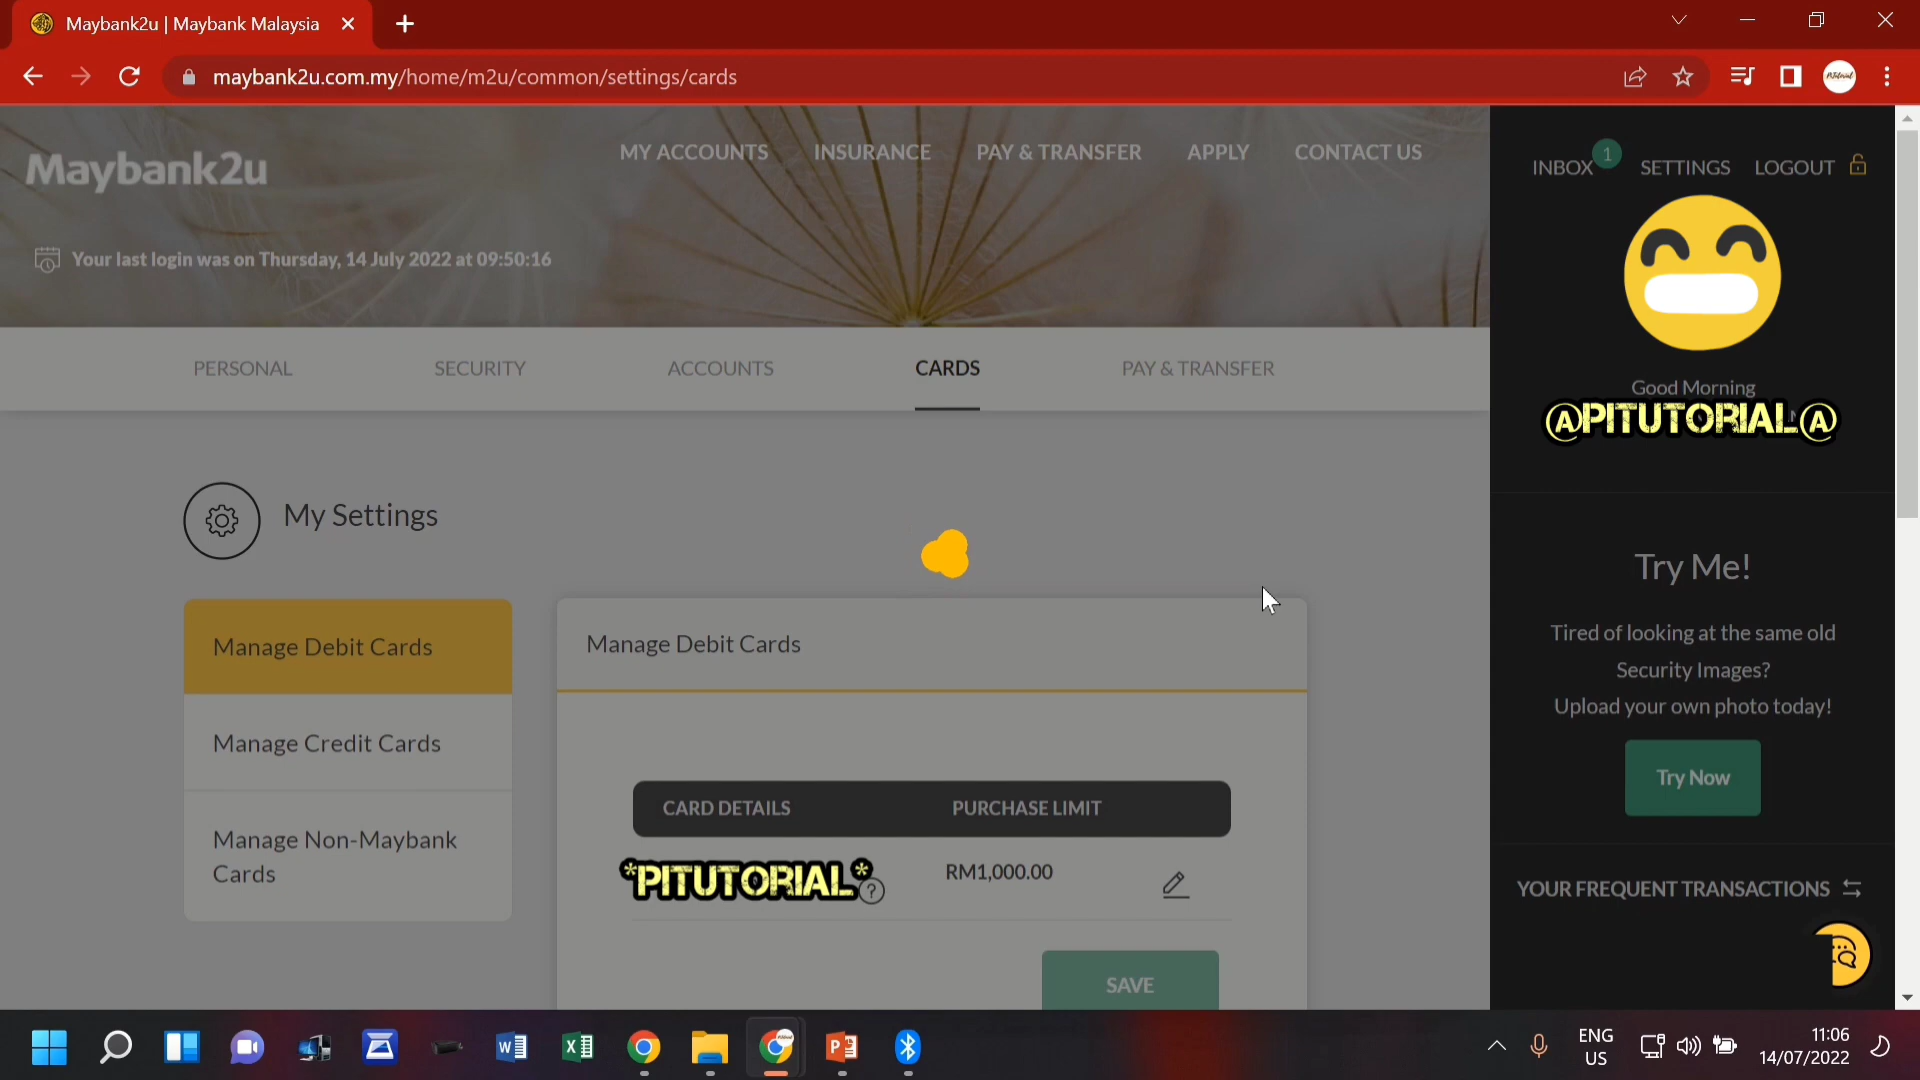 Maybank2u | Maybank Malaysia
maybank2u.com.my/home/m2u/common/settings/cards
Maybank2u
MY ACCOUNTS
INSURANCE
PAY & TRANSFER
APPLY
CONTACT US
INBOX
1
SETTINGS
LOGOUT
Your last login was on Thursday, 14 July 2022 at 09:50:16
PERSONAL
SECURITY
ACCOUNTS
CARDS
PAY & TRANSFER
Good Morning
@PITUTORIAL@
My Settings
Manage Debit Cards
Manage Credit Cards
Manage Non-Maybank
Cards
Manage Debit Cards
CARD DETAILS
PURCHASE LIMIT
*PITUTORIAL*
?
RM1,000.00
SAVE
Try Me!
Tired of looking at the same old
Security Images?
Upload your own photo today!
Try Now
YOUR FREQUENT TRANSACTIONS
ENG
US
11:06
14/07/2022